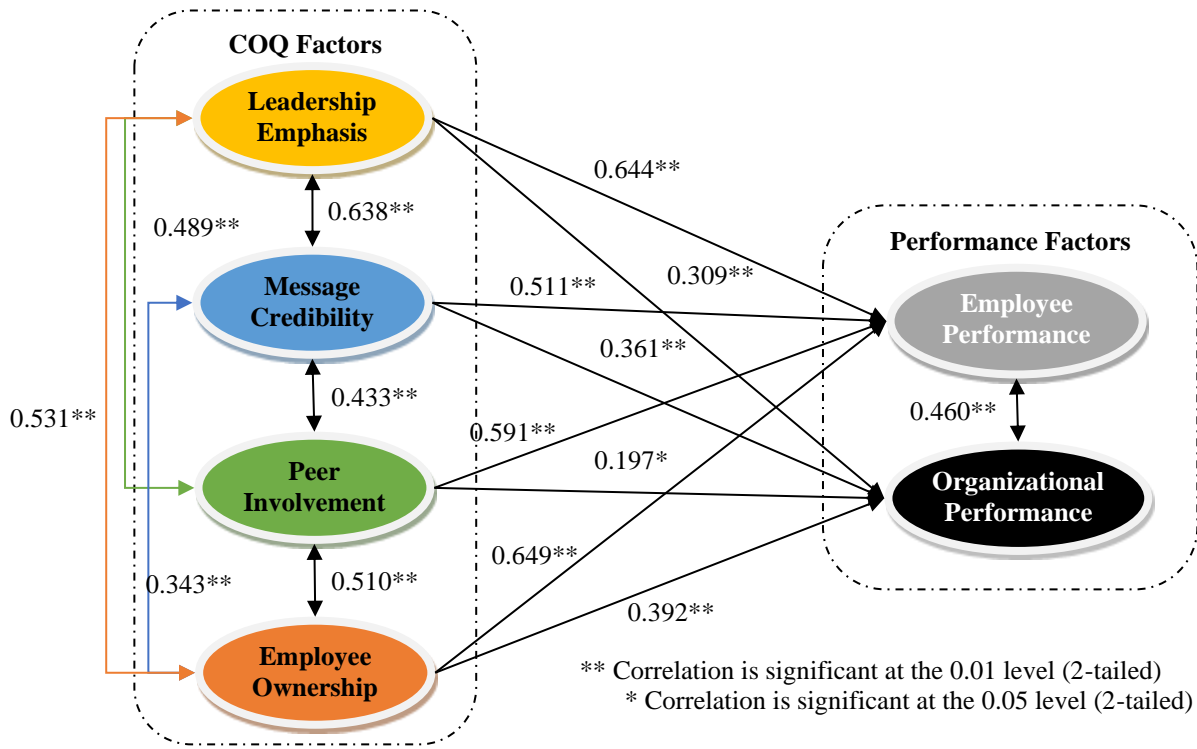 COQ Factors
Leadership
Emphasis
0.644**
0.489**
0.638**
0.309**
Performance Factors
Message
Credibility
0.511**
Employee
Performance
0.361**
0.531**
0.433**
0.460**
0.591**
0.197*
Peer
Involvement
Organizational
Performance
0.649**
0.343**
0.510**
0.392**
Employee
Ownership
** Correlation is significant at the 0.01 level (2-tailed)
* Correlation is significant at the 0.05 level (2-tailed)